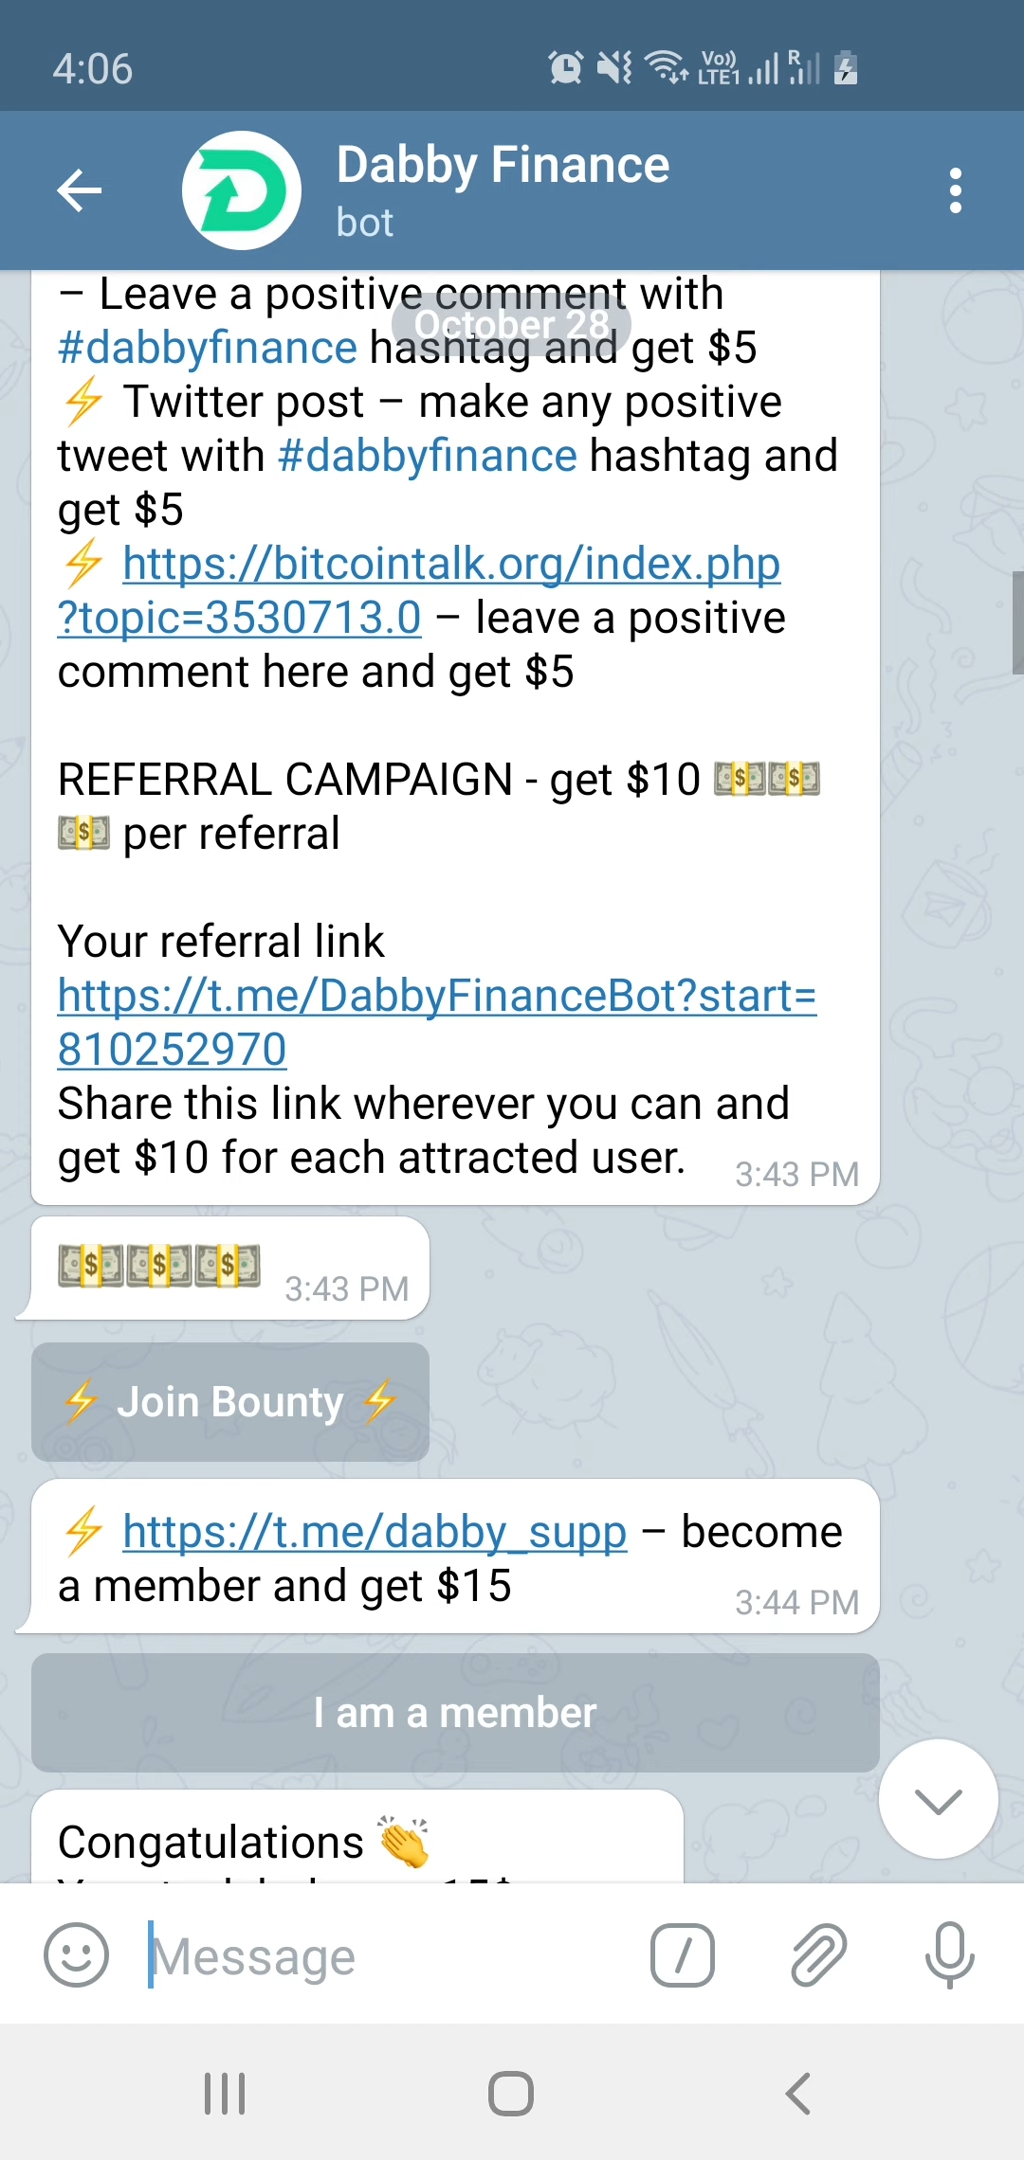 4:06
Vo))
LTE1
R
Dabby Finance
bot
– Leave a positive comment with
October 28
#dabbyfinance hashtag and get $5
⚡ Twitter post – make any positive
tweet with #dabbyfinance hashtag and
get $5
⚡ https://bitcointalk.org/index.php
?topic=3530713.0 – leave a positive
comment here and get $5
REFERRAL CAMPAIGN - get $10 💵💵
💵 per referral
Your referral link
https://t.me/DabbyFinanceBot?start=
810252970
Share this link wherever you can and
get $10 for each attracted user.
3:43 PM
💵💵💵 3:43 PM
⚡ Join Bounty ⚡
⚡ https://t.me/dabby_supp – become
a member and get $15
3:44 PM
I am a member
Congatulations 👏
Message